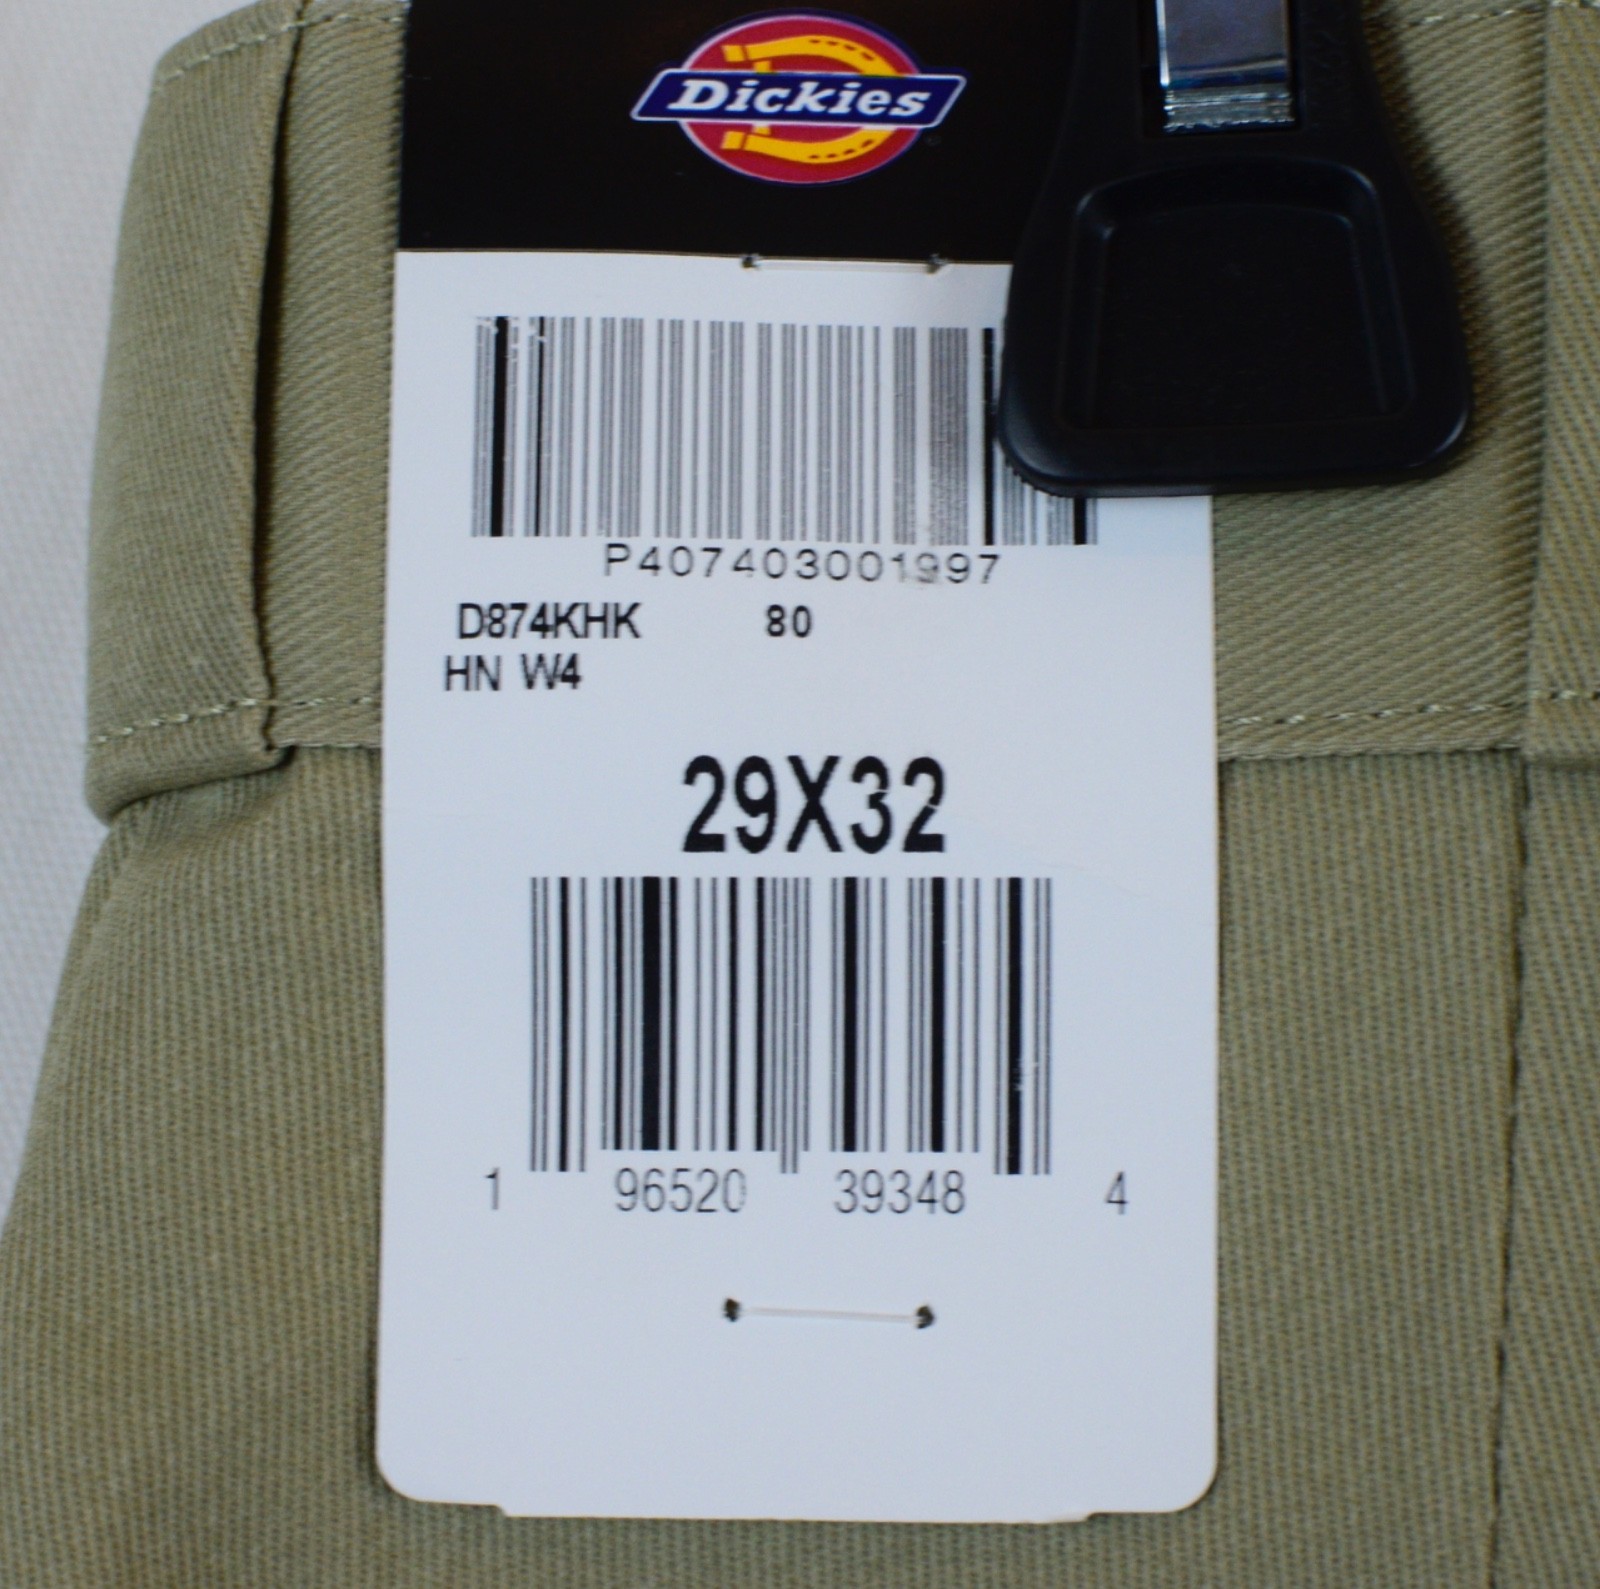 Dickies
P407403001997
D874KHK 80
HN W4
29X32
1 96520 39348 4